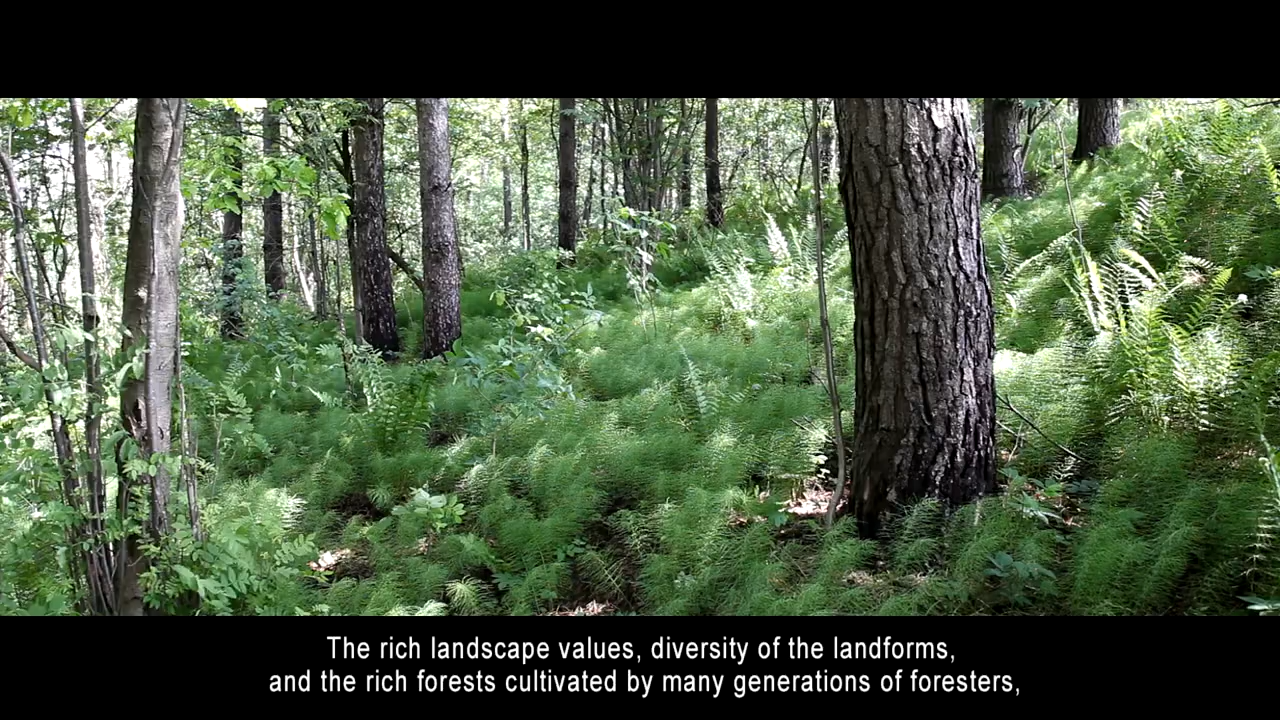 The rich landscape values, diversity of the landforms,
and the rich forests cultivated by many generations of foresters,